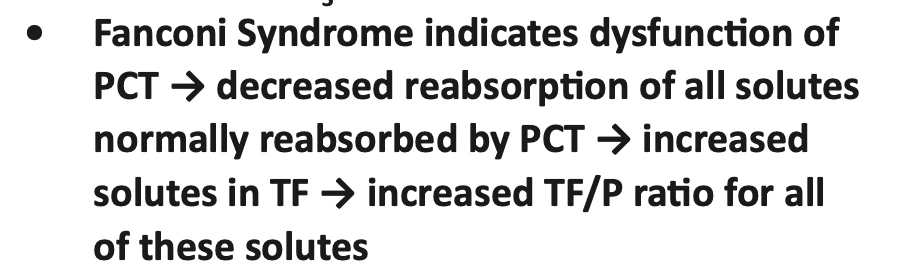 • Fanconi Syndrome indicates dysfunction of
PCT → decreased reabsorption of all solutes
normally reabsorbed by PCT → increased
solutes in TF → increased TF/P ratio for all
of these solutes